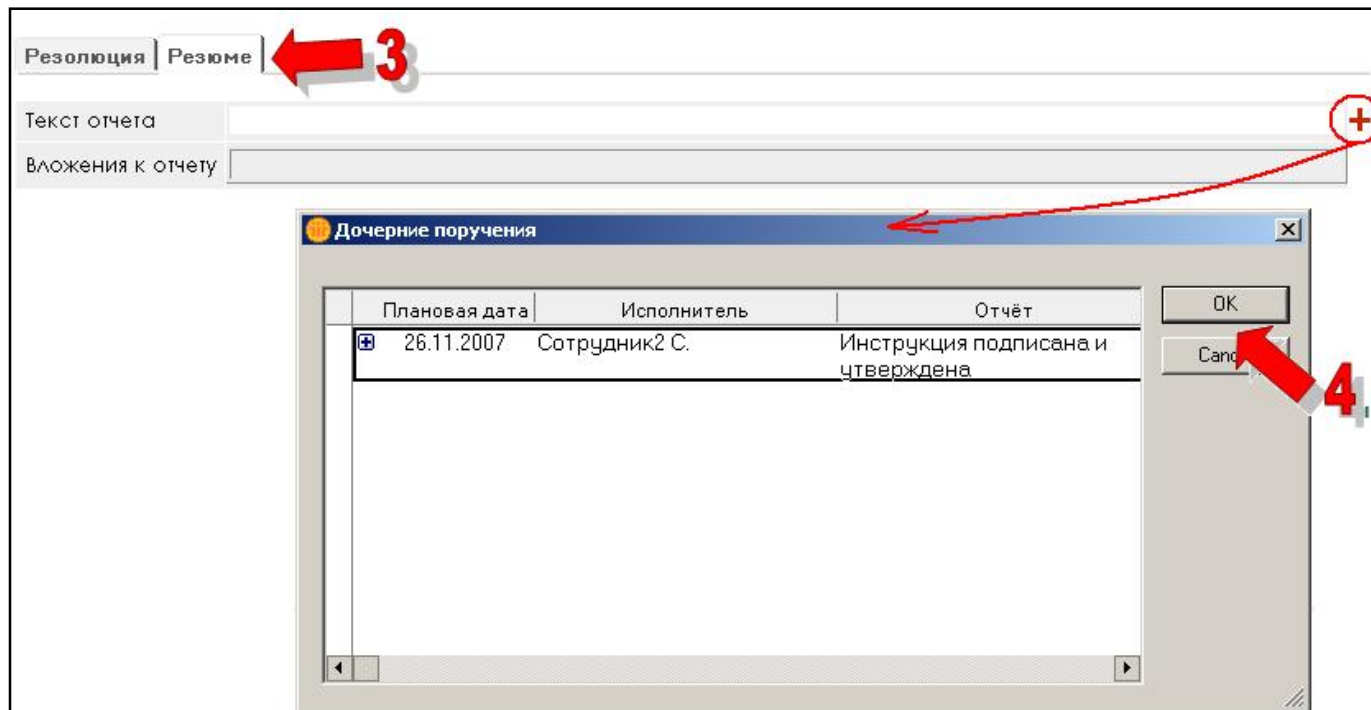 Резолюция Резюме 3
Текст отчета +
Вложения к отчету
Дочерние поручения
Плановая дата Исполнитель Отчёт OK
26.11.2007 Сотрудник2 С. Инструкция подписана и
утверждена
4